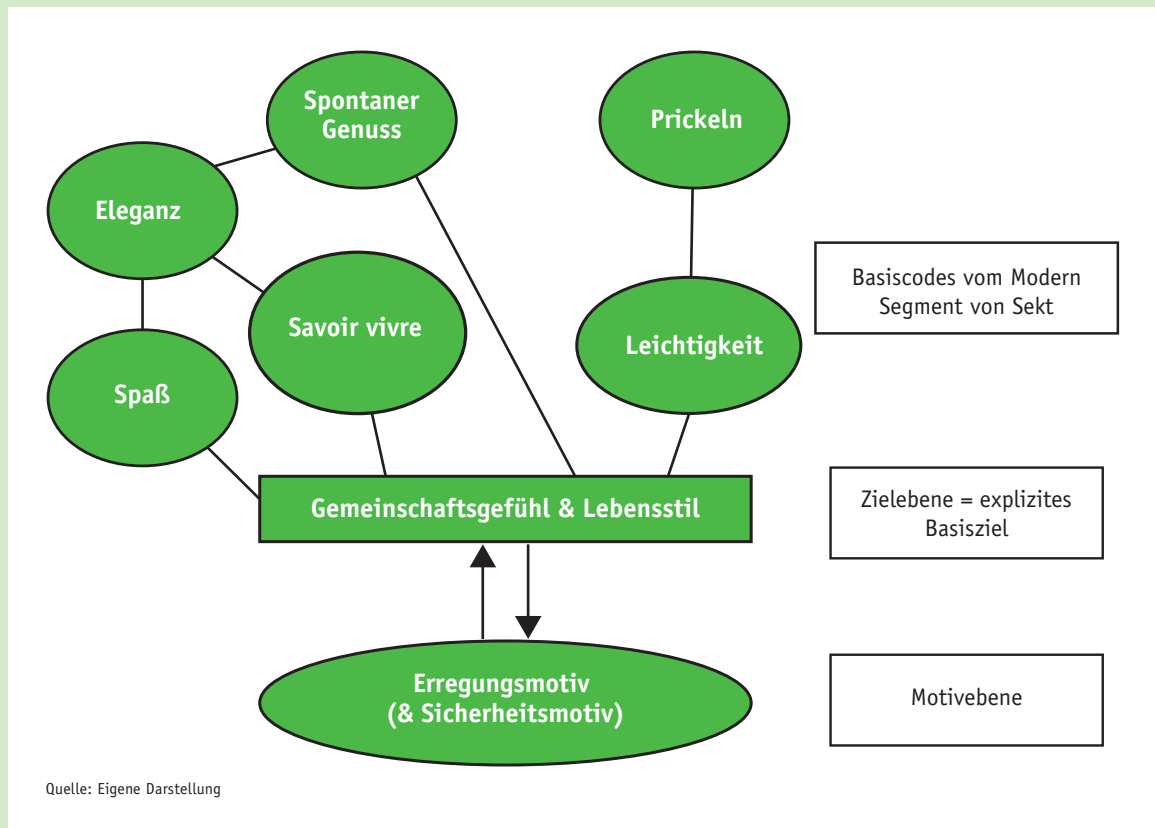 Spontaner
Genuss
Prickeln
Eleganz
Basiscodes vom Modern
Segment von Sekt
Savoir vivre
Leichtigkeit
Spaß
Gemeinschaftsgefühl & Lebensstil
Zielebene = explizites
Basisziel
Erregungsmotiv
(& Sicherheitsmotiv)
Motivebene
Quelle: Eigene Darstellung